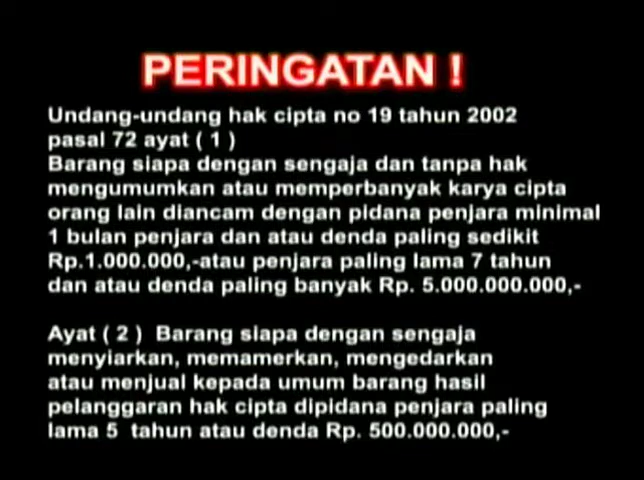 PERINGATAN !
Undang-undang hak cipta no 19 tahun 2002
pasal 72 ayat ( 1 )
Barang siapa dengan sengaja dan tanpa hak
mengumumkan atau memperbanyak karya cipta
orang lain diancam dengan pidana penjara minimal
1 bulan penjara dan atau denda paling sedikit
Rp.1.000.000,-atau penjara paling lama 7 tahun
dan atau denda paling banyak Rp. 5.000.000.000,-
Ayat ( 2 ) Barang siapa dengan sengaja
menyiarkan, memamerkan, mengedarkan
atau menjual kepada umum barang hasil
pelanggaran hak cipta dipidana penjara paling
lama 5 tahun atau denda Rp. 500.000.000,-